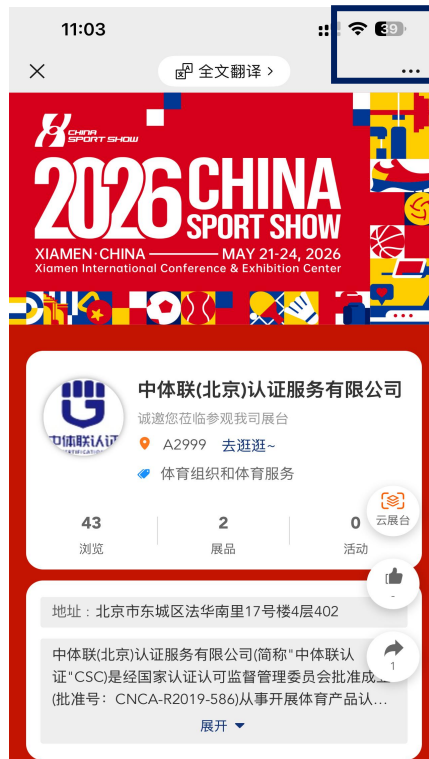 11:03
39
全文翻译
CHINA
SPORT SHOW
2026 CHINA
SPORT SHOW
XIAMEN·CHINA MAY 21-24, 2026
Xiamen International Conference & Exhibition Center
中体联(北京)认证服务有限公司
诚邀您莅临参观我司展台
中体联认证
A2999 去逛逛~
体育组织和体育服务
云展台
43 2 0
浏览 展品 活动
-
地址：北京市东城区法华南里17号楼4层402
中体联(北京)认证服务有限公司(简称"中体联认
证"CSC)是经国家认证认可监督管理委员会批准成立
1
(批准号：CNCA-R2019-586)从事开展体育产品认...
展开